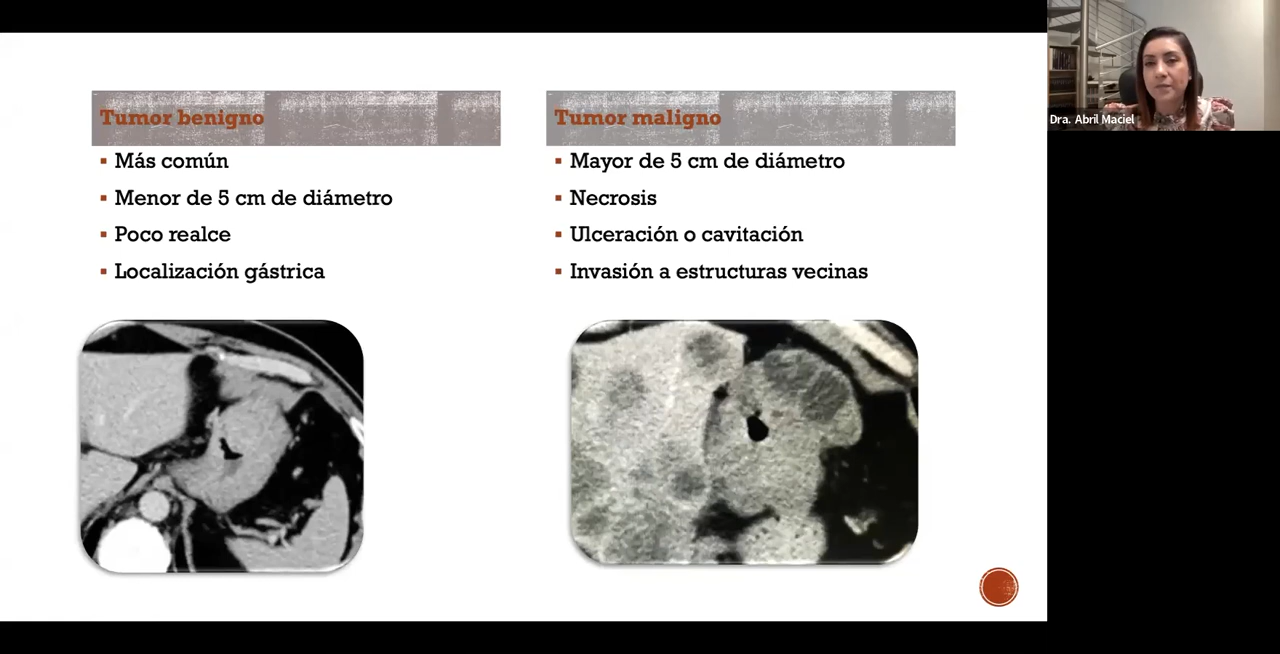 Tumor benigno
Más común
Menor de 5 cm de diámetro
Poco realce
Localización gástrica
Tumor maligno
Mayor de 5 cm de diámetro
Necrosis
Ulceración o cavitación
Invasión a estructuras vecinas
Dra. Abril Maciel